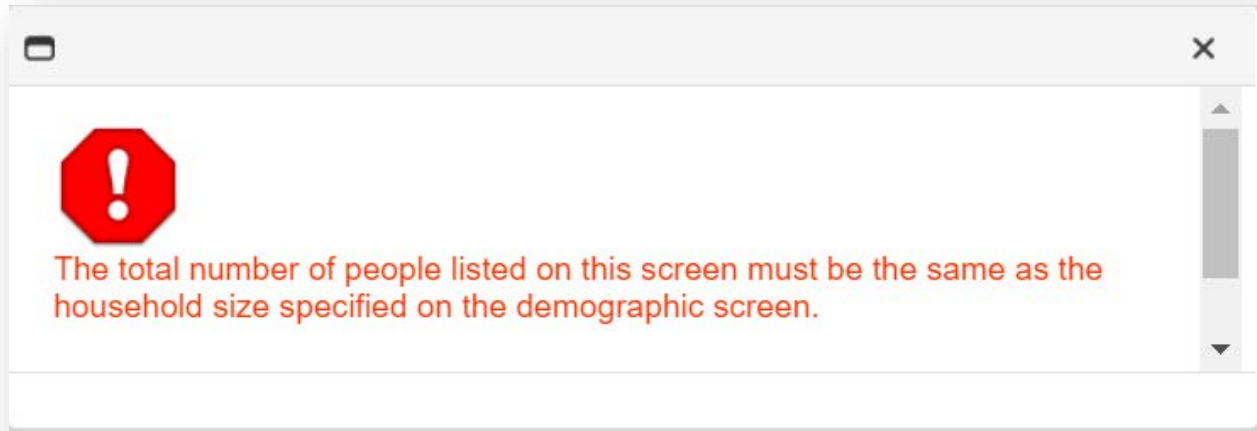 The total number of people listed on this screen must be the same as the
household size specified on the demographic screen.